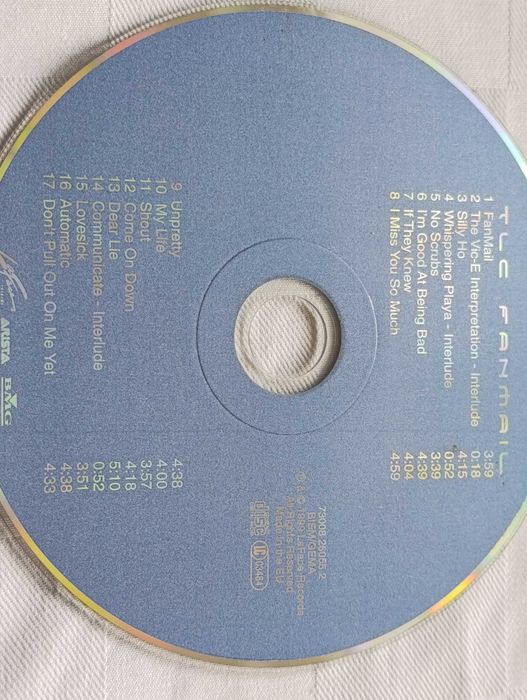 TLC FANMAIL
1 FanMail 3:59
2 The Vic-E Interpretation - Interlude 0:18
3 Silly Ho 4:15
4 Whispering Playa - Interlude 0:52
5 No Scrubs 3:39
6 I'm Good At Being Bad 4:39
7 If They Knew 4:04
8 I Miss You So Much 4:59
73008 26055 2
BIEM/GEMA
℗ & © 1999 LaFace Records
All Rights Reserved
Made in the EU
disc LC 03484
9 Unpretty 4:38
10 My Life 4:00
11 Shout 3:57
12 Come On Down 4:18
13 Dear Lie 5:10
14 Communicate - Interlude 0:52
15 Lovesick 3:51
16 Automatic 4:38
17 Don't Pull Out On Me Yet 4:33
ARISTA BMG